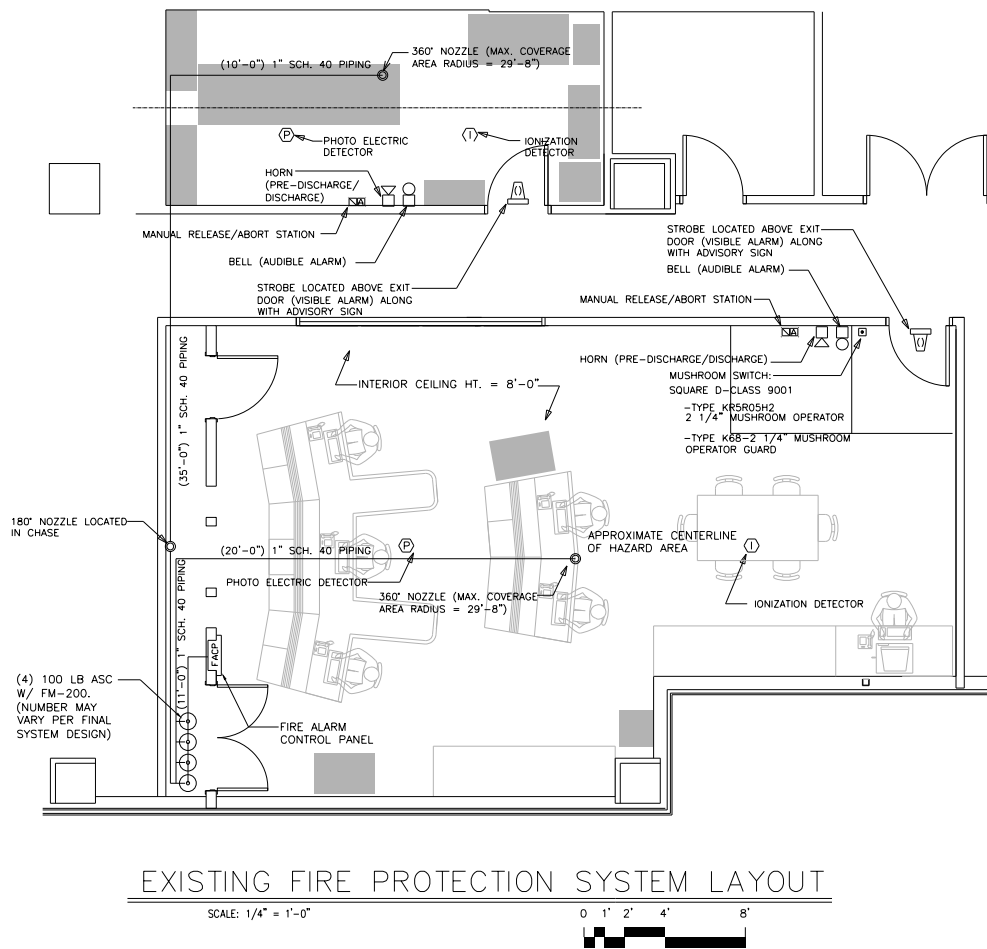 360° NOZZLE (MAX. COVERAGE
AREA RADIUS = 29'-8")
(10'-0") 1" SCH. 40 PIPING
P
PHOTO ELECTRIC
DETECTOR
I
IONIZATION
DETECTOR
HORN
(PRE-DISCHARGE/
DISCHARGE)
A
MANUAL RELEASE/ABORT STATION
BELL (AUDIBLE ALARM)
STROBE LOCATED ABOVE EXIT
DOOR (VISIBLE ALARM) ALONG
WITH ADVISORY SIGN
STROBE LOCATED ABOVE EXIT
DOOR (VISIBLE ALARM) ALONG
WITH ADVISORY SIGN
BELL (AUDIBLE ALARM)
MANUAL RELEASE/ABORT STATION
A
HORN (PRE-DISCHARGE/DISCHARGE)
MUSHROOM SWITCH:
SQUARE D-CLASS 9001
-TYPE KR5R05H2
2 1/4" MUSHROOM OPERATOR
-TYPE K68-2 1/4" MUSHROOM
OPERATOR GUARD
INTERIOR CEILING HT. = 8'-0"
(35'-0") 1" SCH. 40 PIPING
180° NOZZLE LOCATED
IN CHASE
(20'-0") 1" SCH. 40 PIPING
P
PHOTO ELECTRIC DETECTOR
APPROXIMATE CENTERLINE
OF HAZARD AREA
I
360° NOZZLE (MAX. COVERAGE
AREA RADIUS = 29'-8")
IONIZATION DETECTOR
(11'-0") 1" SCH. 40 PIPING
FACP
(4) 100 LB ASC
W/ FM-200.
(NUMBER MAY
VARY PER FINAL
SYSTEM DESIGN)
FIRE ALARM
CONTROL PANEL
EXISTING FIRE PROTECTION SYSTEM LAYOUT
SCALE: 1/4" = 1'-0"
0 1' 2' 4' 8'